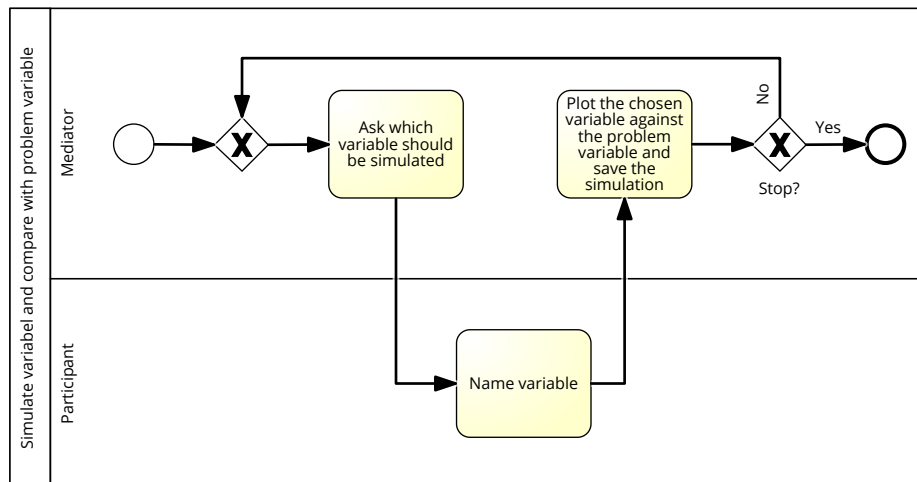 Simulate variabel and compare with problem variable
Mediator
Ask which
variable should
be simulated
Plot the chosen
variable against
the problem
variable and
save the
simulation
No
Yes
Stop?
Participant
Name variable